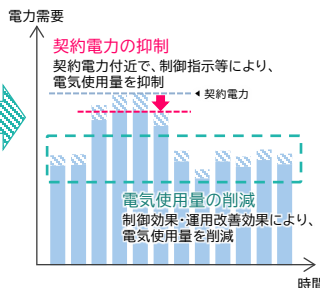 電力需要
契約電力の抑制
契約電力付近で、制御指示等により、
電気使用量を抑制
契約電力
電気使用量の削減
制御効果・運用改善効果により、
電気使用量を削減
時間